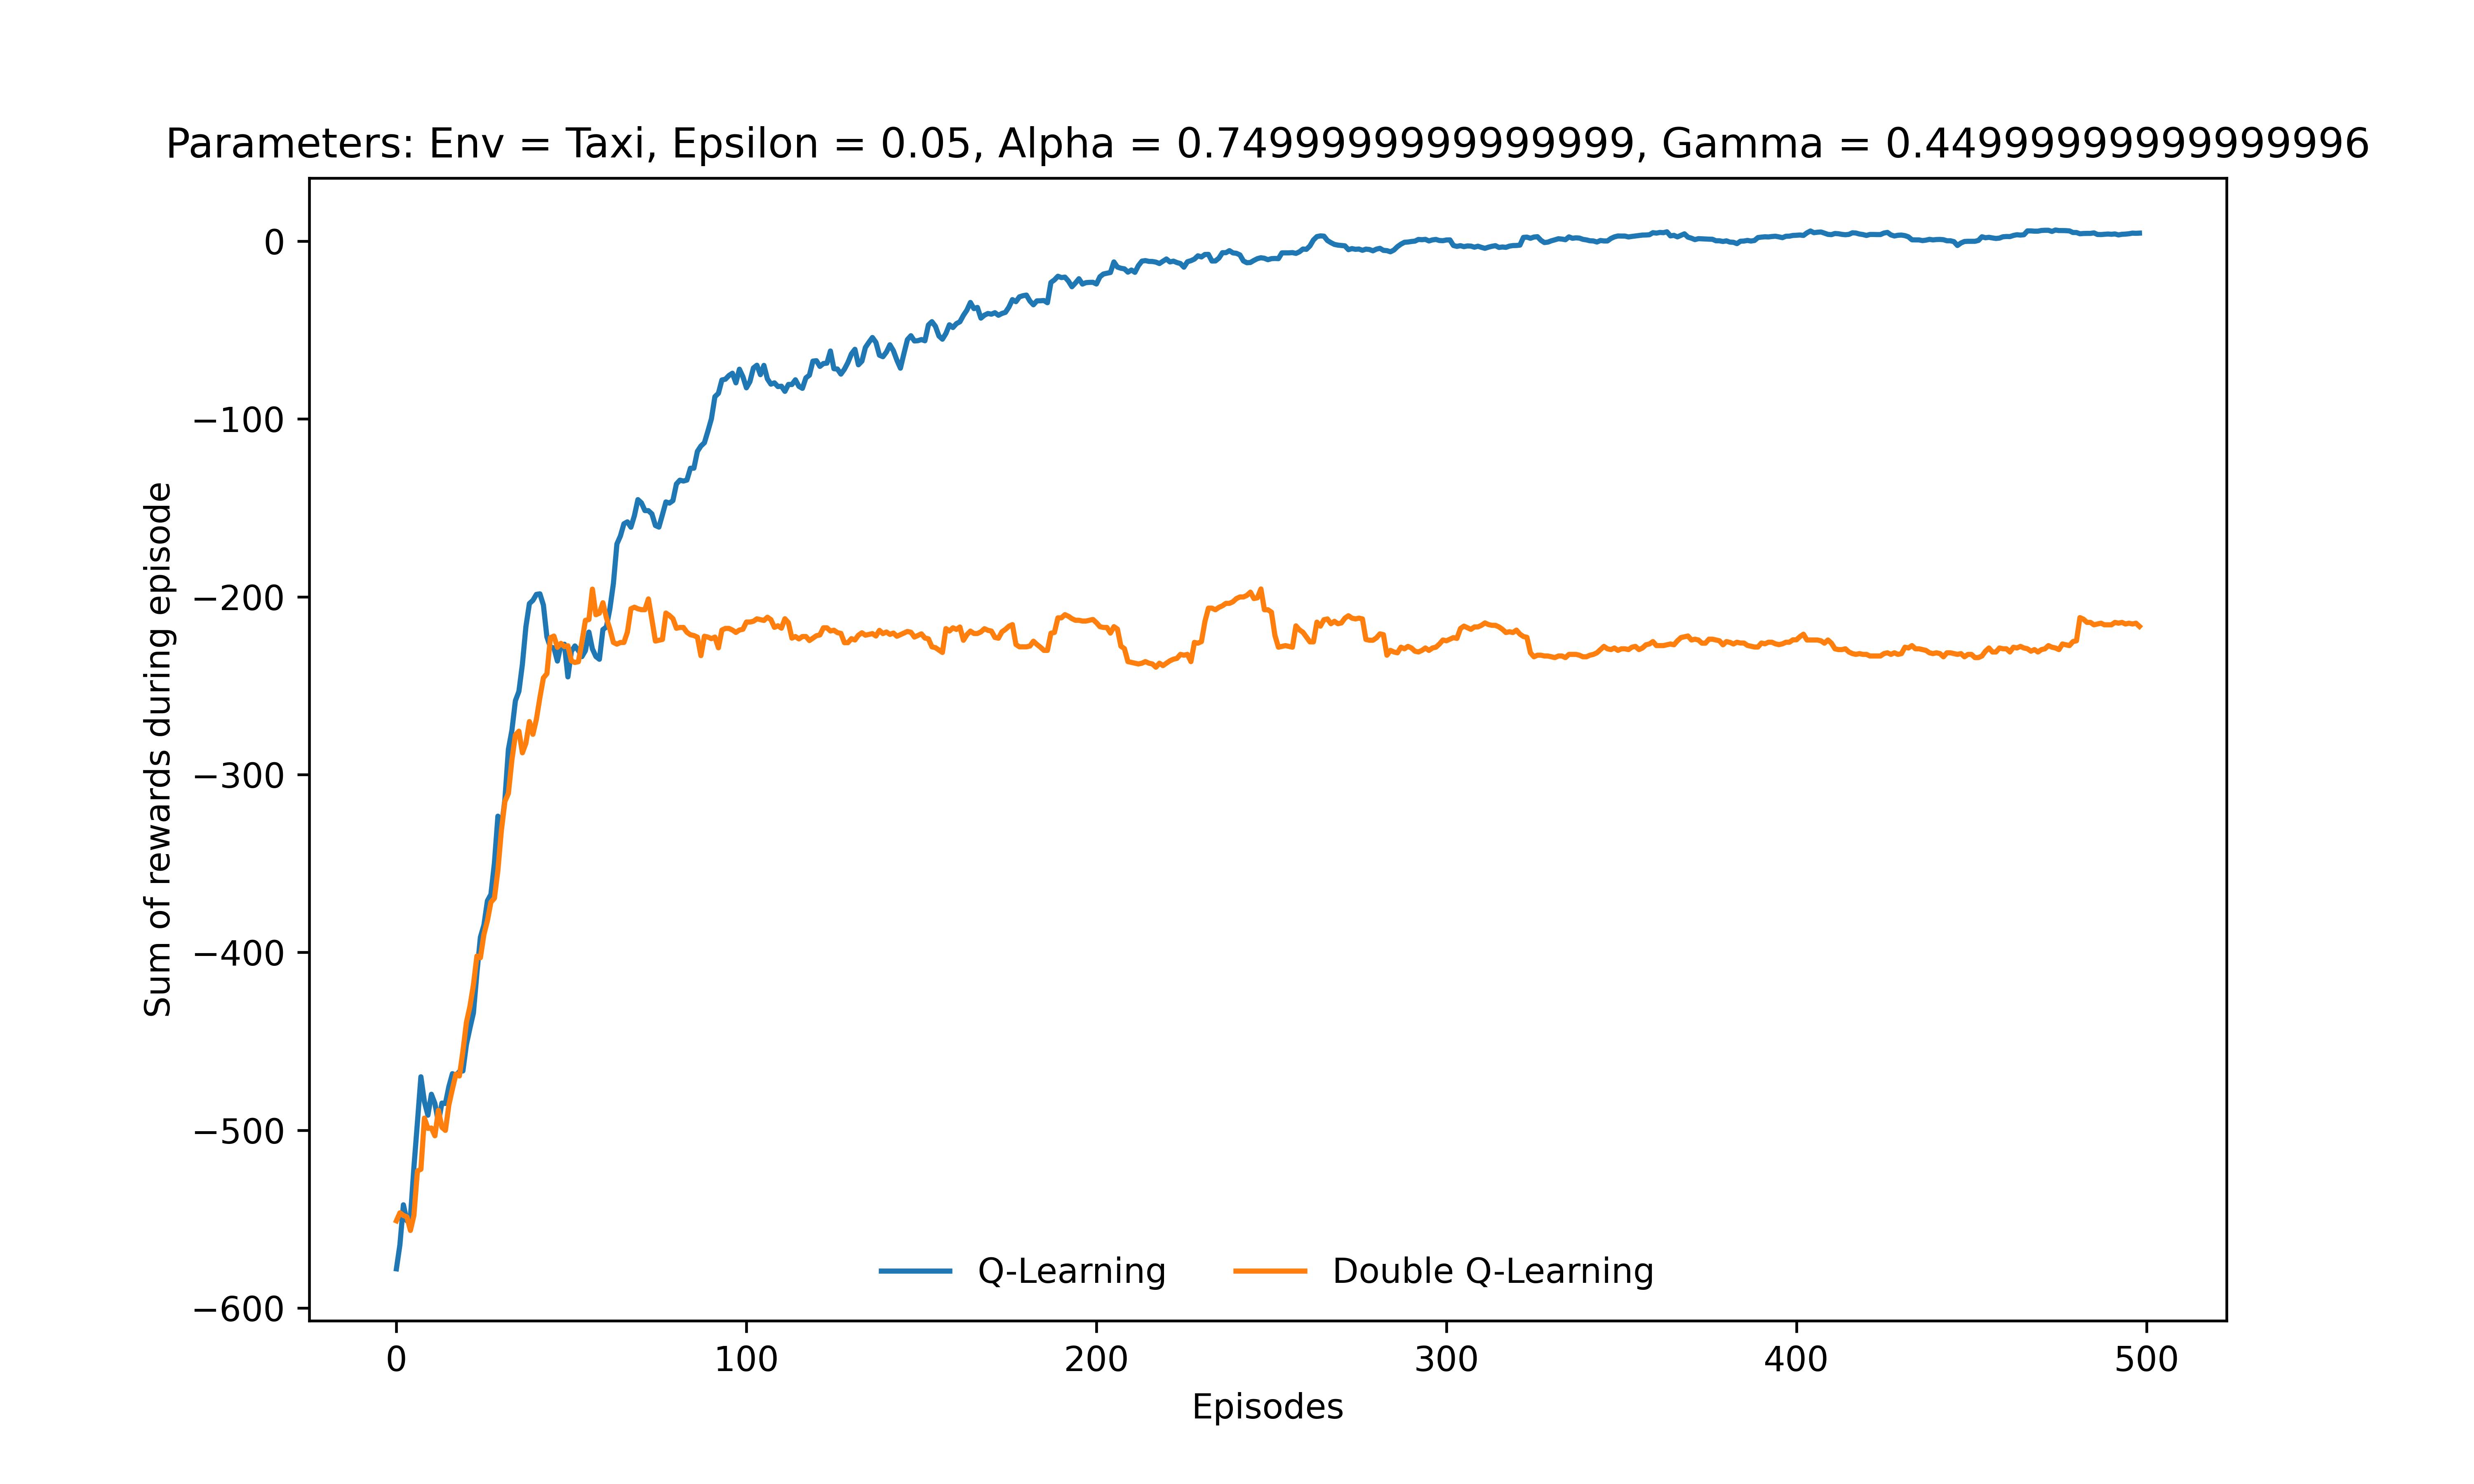 Parameters: Env = Taxi, Epsilon = 0.05, Alpha = 0.7499999999999999, Gamma = 0.44999999999999996
Sum of rewards during episode
0
−100
−200
−300
−400
−500
−600
Q-Learning
Double Q-Learning
0
100
200
300
400
500
Episodes